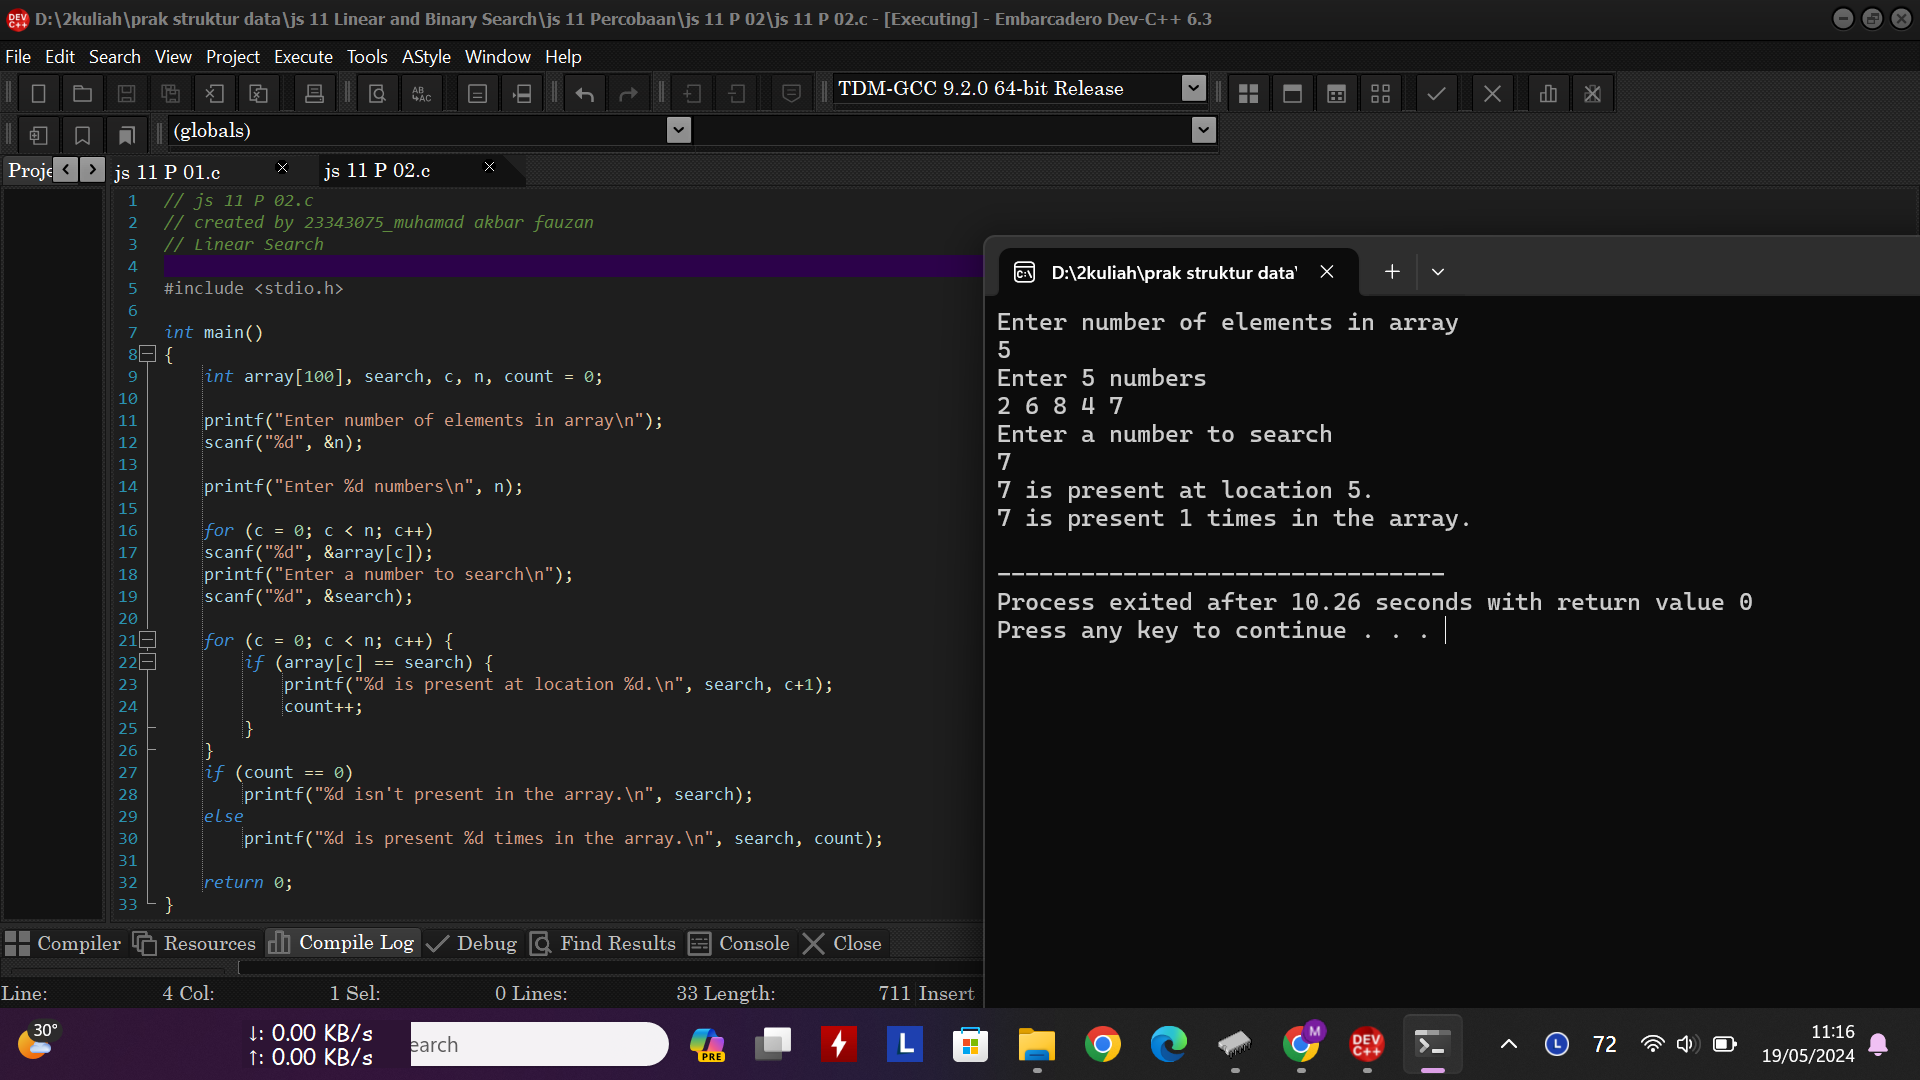 D:\2kuliah\prak struktur data\js 11 Linear and Binary Search\js 11 Percobaan\js 11 P 02\js 11 P 02.c - [Executing] - Embarcadero Dev-C++ 6.3
File Edit Search View Project Execute Tools AStyle Window Help
TDM-GCC 9.2.0 64-bit Release
(globals)
Proje js 11 P 01.c js 11 P 02.c
1 // js 11 P 02.c
2 // created by 23343075_muhamad akbar fauzan
3 // Linear Search
4
5 #include <stdio.h>
6
7 int main()
8 {
9 int array[100], search, c, n, count = 0;
10
11 printf("Enter number of elements in array\n");
12 scanf("%d", &n);
13
14 printf("Enter %d numbers\n", n);
15
16 for (c = 0; c < n; c++)
17 scanf("%d", &array[c]);
18 printf("Enter a number to search\n");
19 scanf("%d", &search);
20
21 for (c = 0; c < n; c++) {
22 if (array[c] == search) {
23 printf("%d is present at location %d.\n", search, c+1);
24 count++;
25 }
26 }
27 if (count == 0)
28 printf("%d isn't present in the array.\n", search);
29 else
30 printf("%d is present %d times in the array.\n", search, count);
31
32 return 0;
33 }
D:\2kuliah\prak struktur data\
Enter number of elements in array
5
Enter 5 numbers
2 6 8 4 7
Enter a number to search
7
7 is present at location 5.
7 is present 1 times in the array.
--------------------------------
Process exited after 10.26 seconds with return value 0
Press any key to continue . . .
Compiler Resources Compile Log Debug Find Results Console Close
Line: 4 Col: 1 Sel: 0 Lines: 33 Length: 711 Insert
30°
↓: 0.00 KB/s
↑: 0.00 KB/s
earch
PRE
L
M
DEV C++
L
72
11:16
19/05/2024